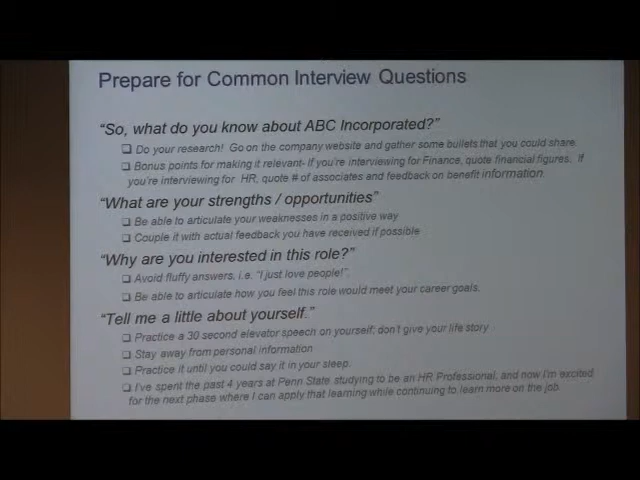 Prepare for Common Interview Questions
"So, what do you know about ABC Incorporated?"
❑ Do your research! Go on the company website and gather some bullets that you could share.
❑ Bonus points for making it relevant- If you're interviewing for Finance, quote financial figures. If
you're interviewing for HR, quote # of associates and feedback on benefit information.
"What are your strengths / opportunities"
❑ Be able to articulate your weaknesses in a positive way
❑ Couple it with actual feedback you have received if possible
"Why are you interested in this role?"
❑ Avoid fluffy answers, i.e. "I just love people!".
❑ Be able to articulate how you feel this role would meet your career goals.
"Tell me a little about yourself."
❑ Practice a 30 second elevator speech on yourself; don't give your life story
❑ Stay away from personal information
❑ Practice it until you could say it in your sleep.
❑ I've spent the past 4 years at Penn State studying to be an HR Professional, and now I'm excited
for the next phase where I can apply that learning while continuing to learn more on the job.